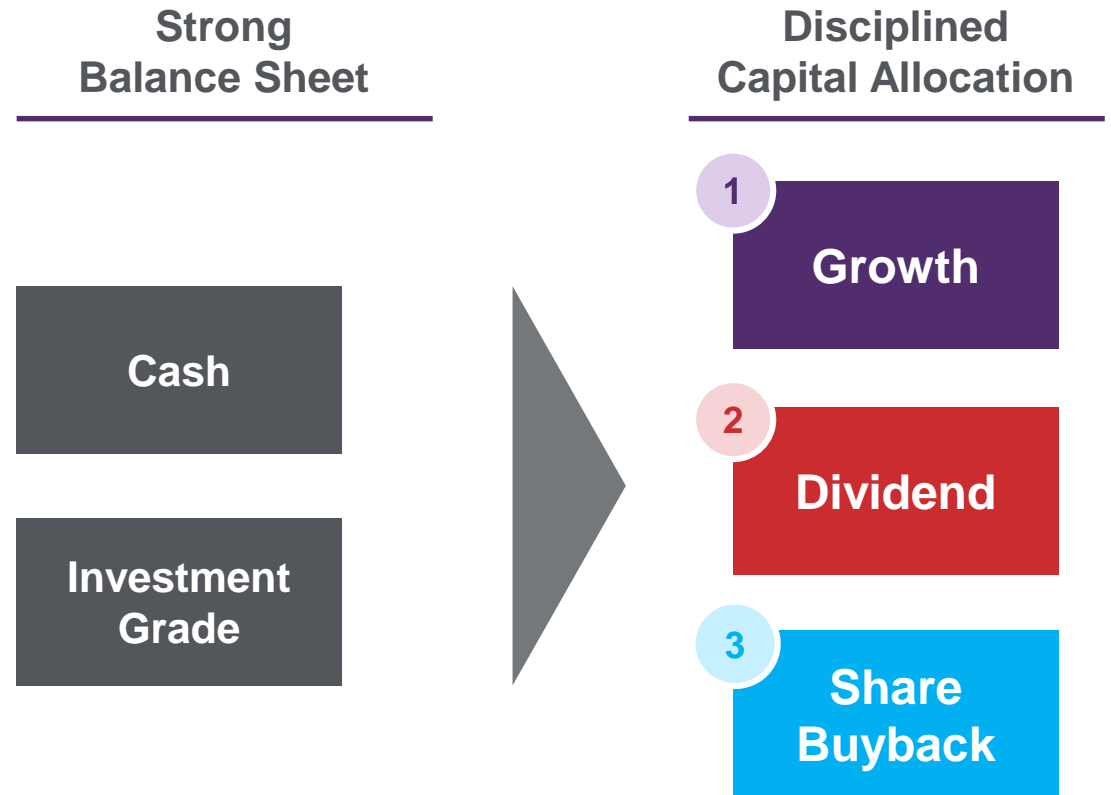 Strong
Balance Sheet
Cash
Investment
Grade
Disciplined
Capital Allocation
1
Growth
2
Dividend
3
Share
Buyback